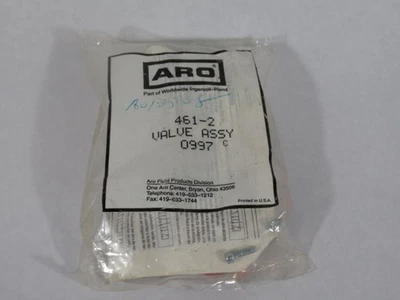 ARO
Part of Worldwide Ingersoll-Rand
461-2
VALVE ASSY
0997 c
Aro Fluid Products Division
One Aro Center, Bryan, Ohio 43506
Telephone: 419-633-1212
Fax: 419-633-1744
Printed in U.S.A.